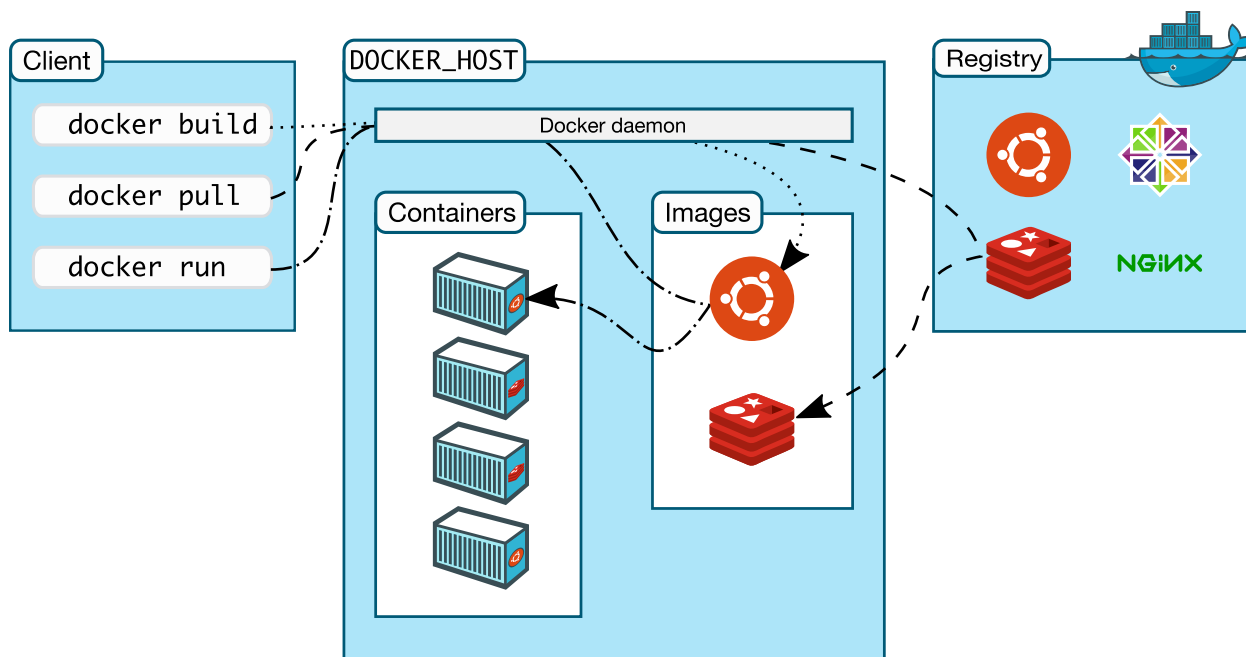 Client
docker build
docker pull
docker run
DOCKER_HOST
Docker daemon
Containers
Images
Registry
NGiNX